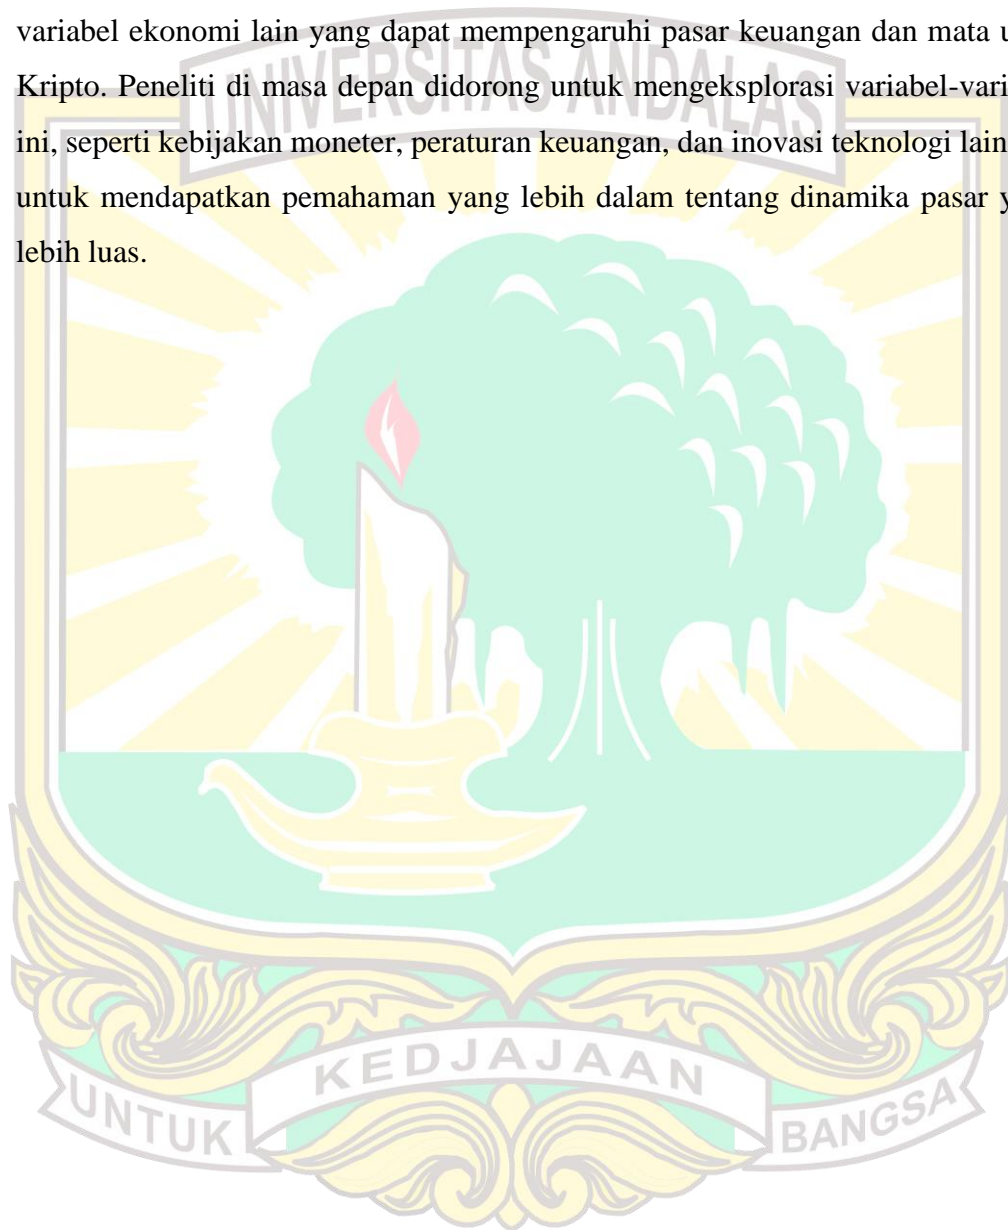 variabel ekonomi lain yang dapat mempengaruhi pasar keuangan dan mata u
Kripto. Peneliti di masa depan didorong untuk mengeksplorasi variabel-vari
ini, seperti kebijakan moneter, peraturan keuangan, dan inovasi teknologi lain
untuk mendapatkan pemahaman yang lebih dalam tentang dinamika pasar y
lebih luas.
UNIVERSITAS ANDALAS
UNTUK KEDJAJAAN BANGSA